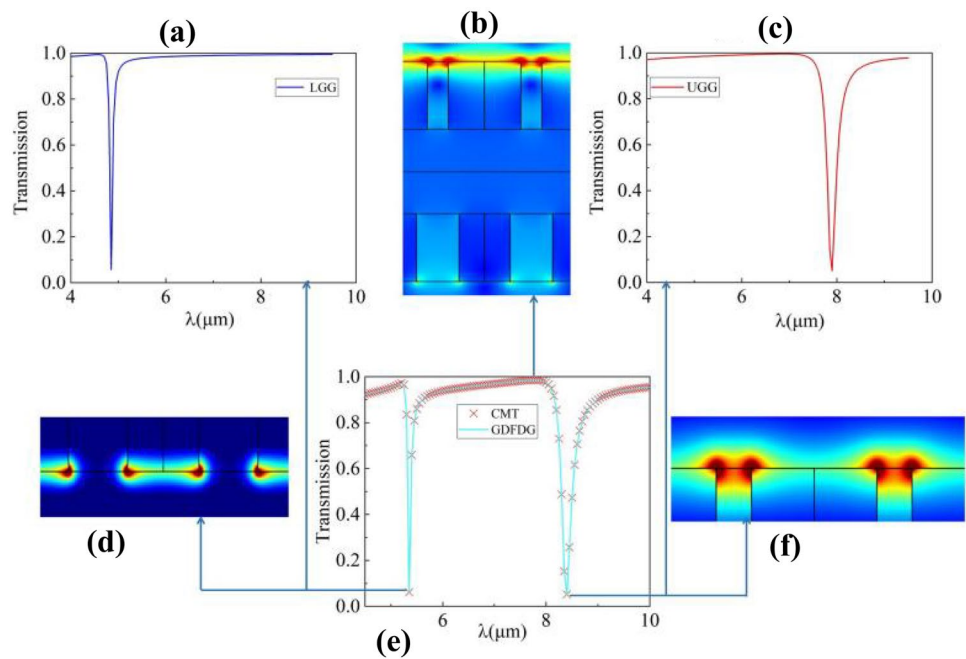 (a)
(b)
(c)
Transmission
1.0
0.8
0.6
0.4
0.2
0.0
LGG
4
6
8
10
λ(μm)
Transmission
1.0
0.8
0.6
0.4
0.2
0.0
UGG
4
6
8
10
λ(μm)
(d)
Transmission
1.0
0.8
0.6
0.4
0.2
0.0
CMT
GDFDG
6
8
10
λ(μm)
(e)
(f)